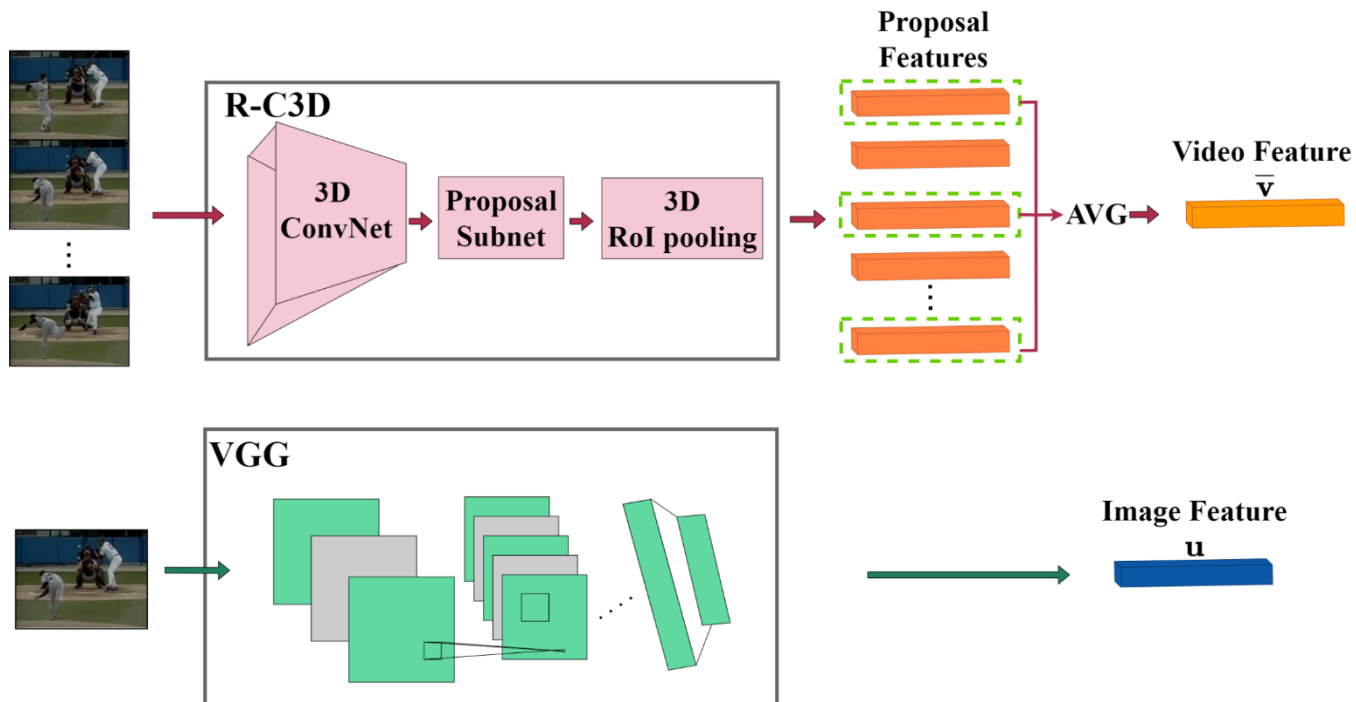 Proposal
Features
R-C3D
3D
ConvNet
Proposal
Subnet
3D
RoI pooling
AVG
Video Feature
v̅
VGG
Image Feature
u